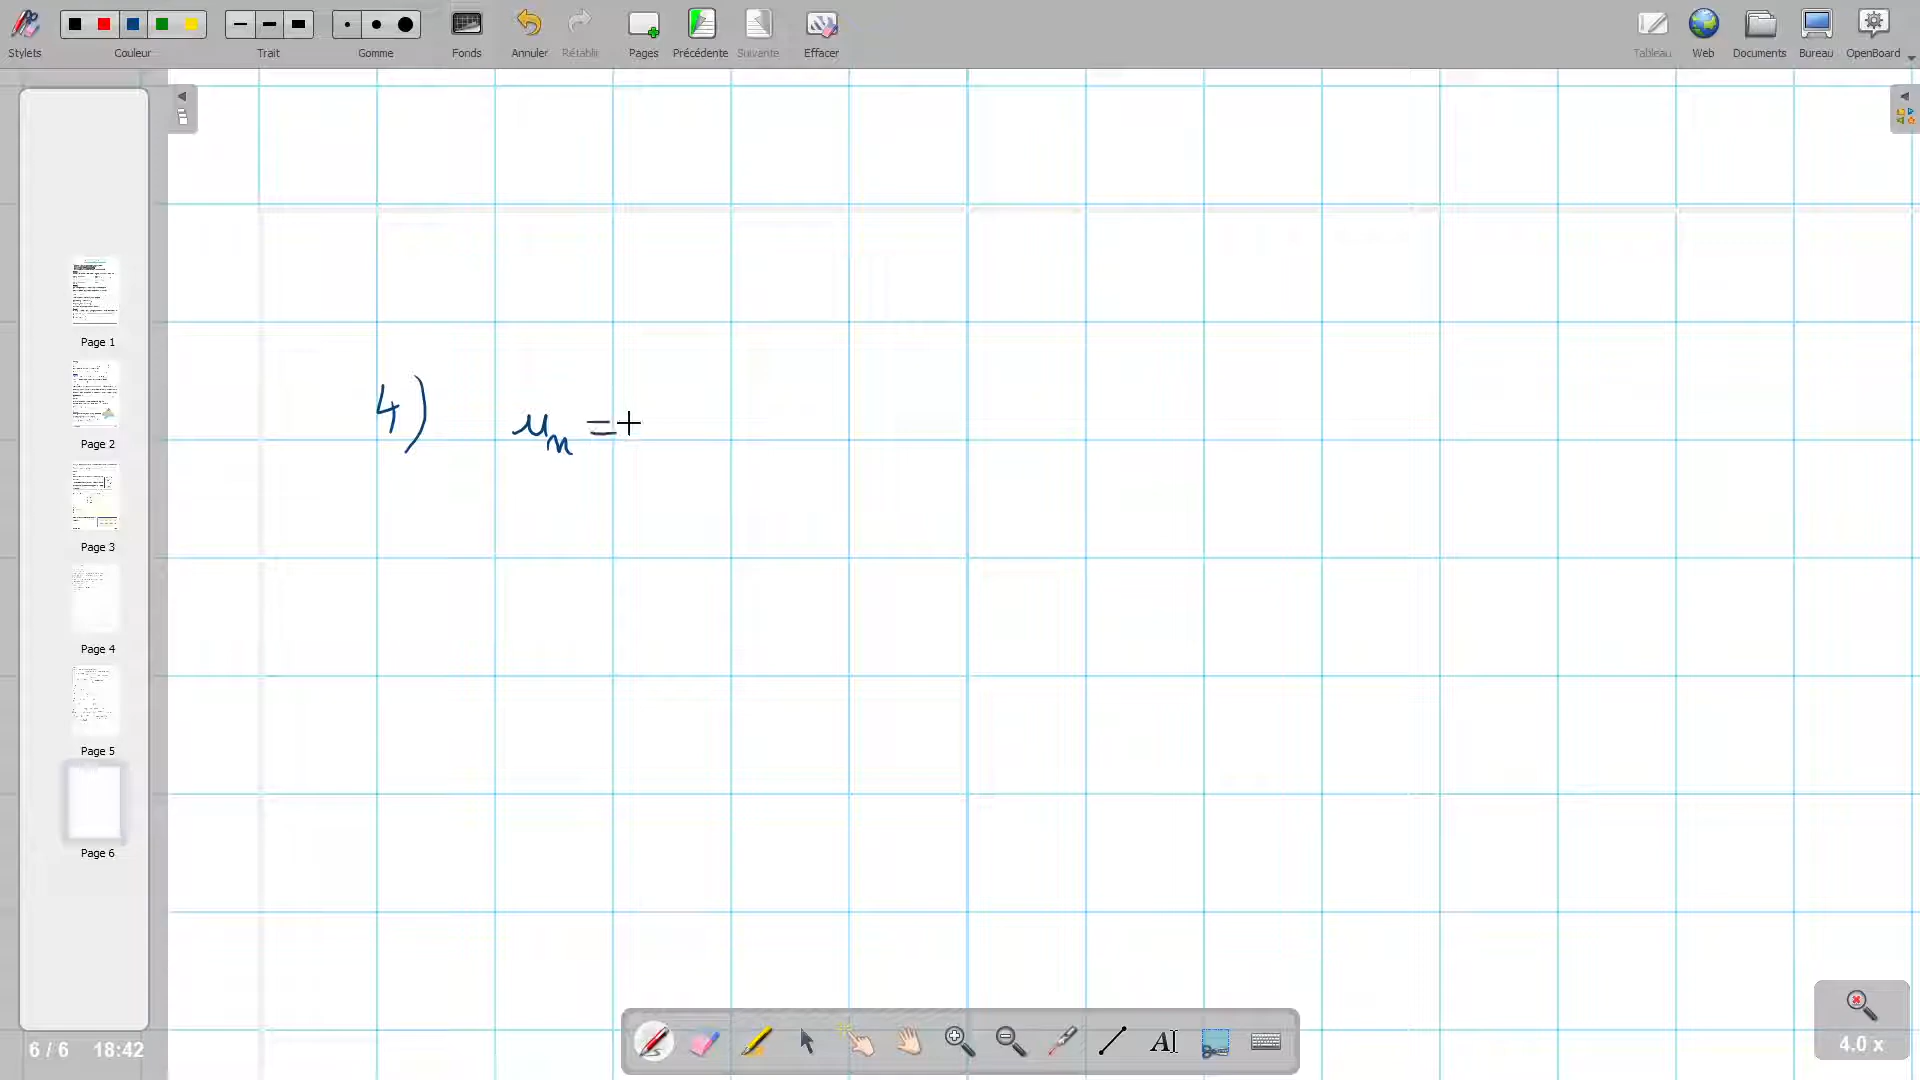 Stylets Couleur Trait Gomme Fonds Annuler Rétablir Pages Précédente Suivante Effacer Tableau Web Documents Bureau OpenBoard
4) u_n =
Page 1
Page 2
Page 3
Page 4
Page 5
Page 6
6 / 6 18:42
A
4.0 x